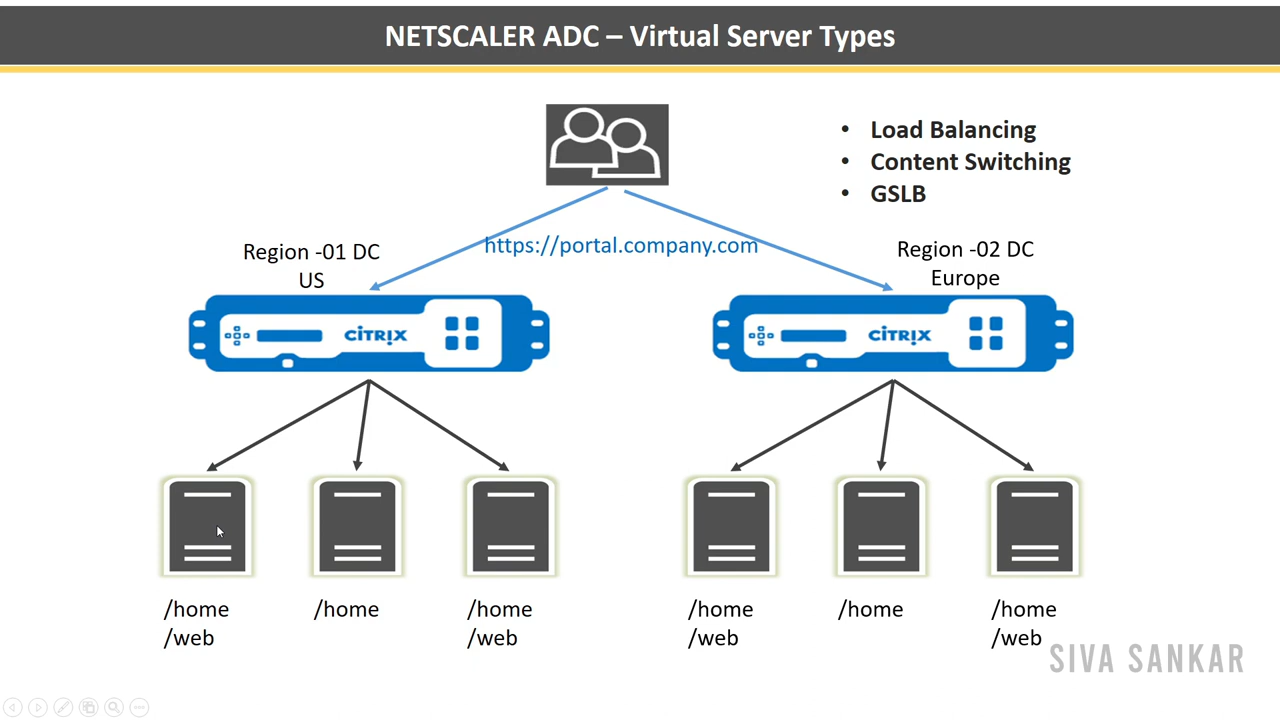 NETSCALER ADC – Virtual Server Types
• Load Balancing
• Content Switching
• GSLB
https://portal.company.com
Region -01 DC
US
Region -02 DC
Europe
CITRIX
CITRIX
/home
/web
/home
/home
/web
/home
/web
/home
/home
/web
SIVA SANKAR